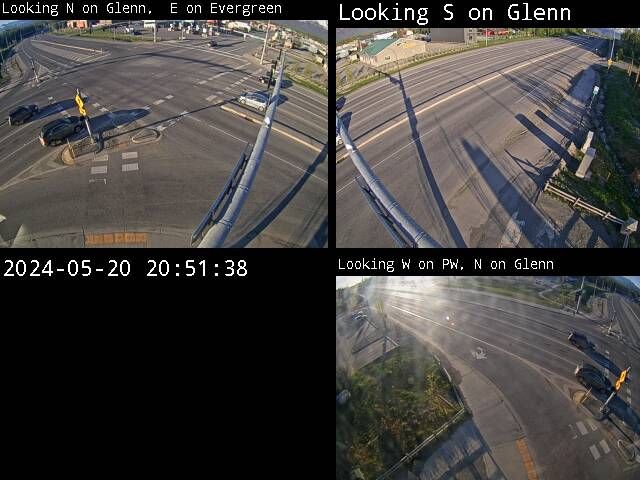 Looking N on Glenn, E on Evergreen
Looking S on Glenn
2024-05-20 20:51:38
Looking W on PW, N on Glenn